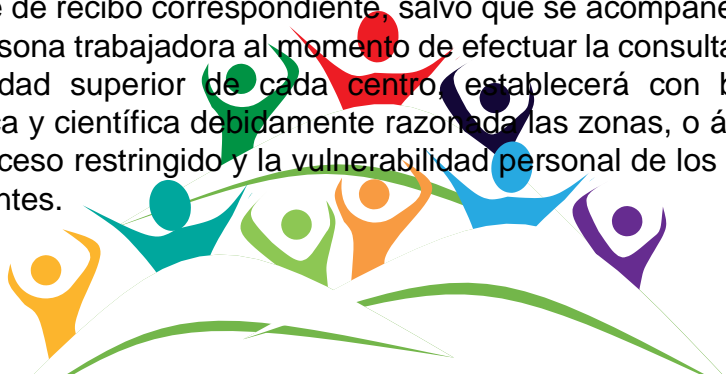 de recibo correspondiente, salvo que se acompañe
sona trabajadora al momento de efectuar la consulta
dad superior de cada centro, establecerá con b
a y científica debidamente razonada las zonas, o á
ceso restringido y la vulnerabilidad personal de los
ntes.